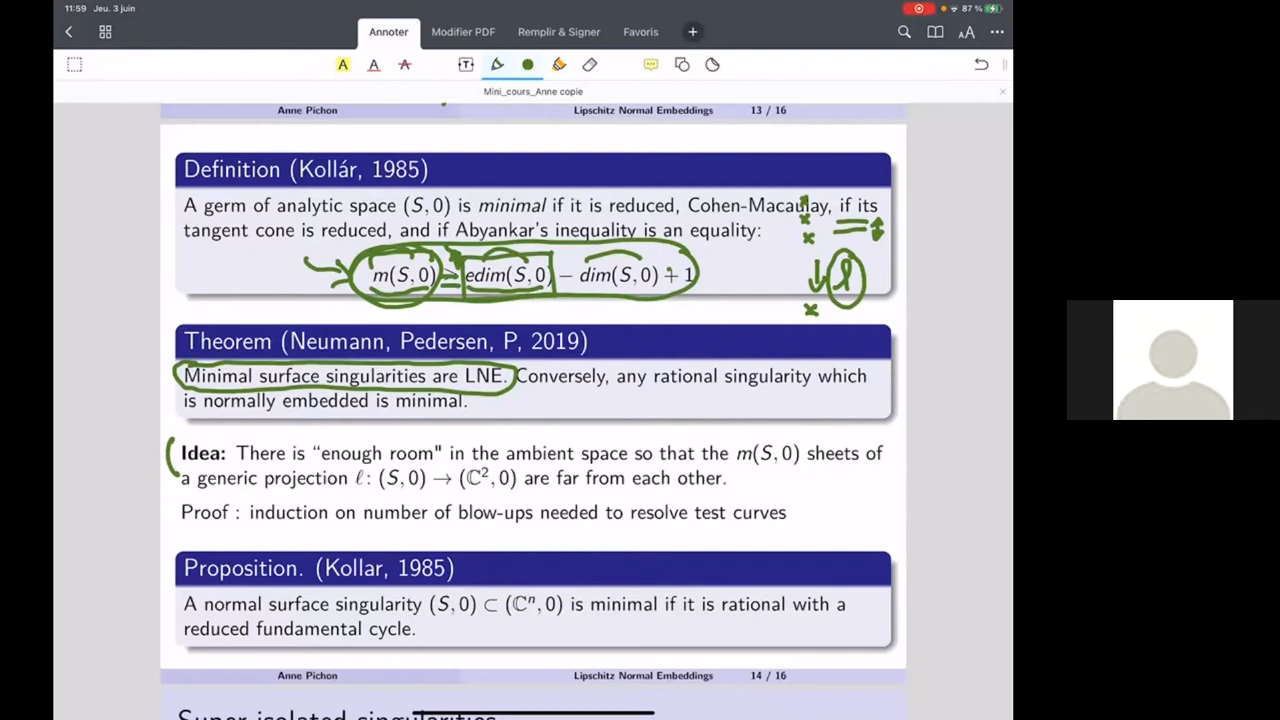 11:59 Jeu. 3 juin
87 %
Annoter Modifier PDF Remplir & Signer Favoris
Mini_cours_Anne copie
Anne Pichon Lipschitz Normal Embeddings 13 / 16
Definition (Kollár, 1985)
A germ of analytic space (S, 0) is minimal if it is reduced, Cohen-Macaulay, if its
tangent cone is reduced, and if Abyankar's inequality is an equality:
m(S, 0) ≥ edim(S, 0) − dim(S, 0) + 1
ℓ
Theorem (Neumann, Pedersen, P, 2019)
Minimal surface singularities are LNE. Conversely, any rational singularity which
is normally embedded is minimal.
Idea: There is “enough room" in the ambient space so that the m(S, 0) sheets of
a generic projection ℓ: (S, 0) → (ℂ², 0) are far from each other.
Proof : induction on number of blow-ups needed to resolve test curves
Proposition. (Kollar, 1985)
A normal surface singularity (S, 0) ⊂ (ℂⁿ, 0) is minimal if it is rational with a
reduced fundamental cycle.
Anne Pichon Lipschitz Normal Embeddings 14 / 16
Super isolated singularities